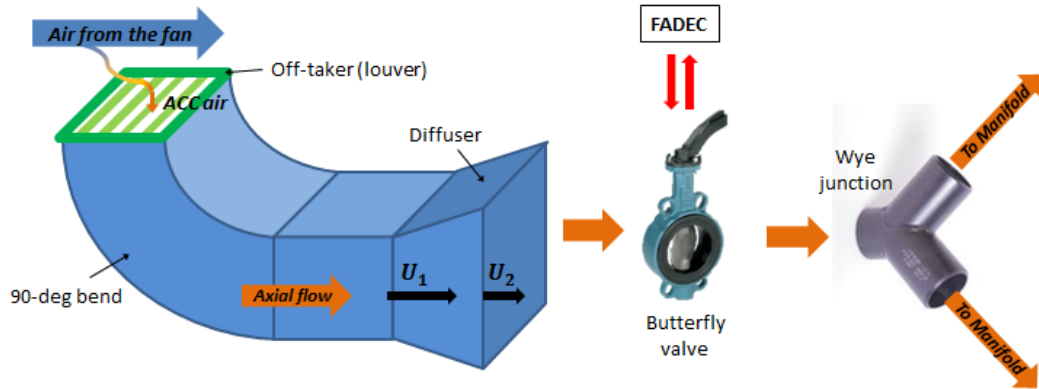 Air from the fan
Off-taker (louver)
ACC air
Diffuser
90-deg bend
Axial flow
U₁
U₂
FADEC
Butterfly
valve
Wye
junction
To Manifold
To Manifold